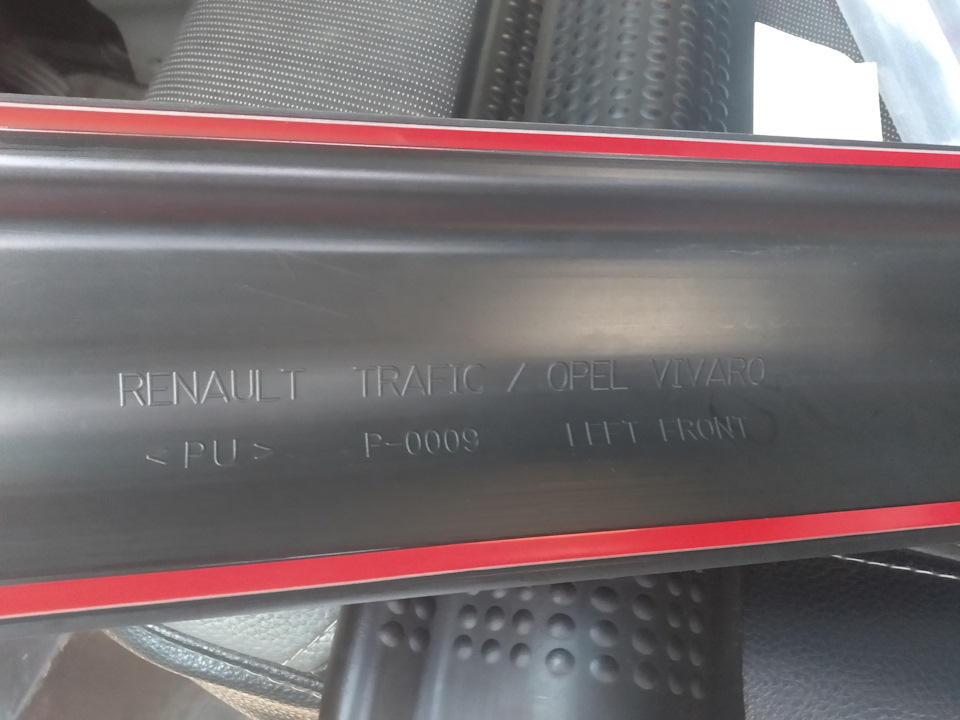 RENAULT TRAFIC / OPEL VIVARO
<PU> P-0009 LEFT FRONT